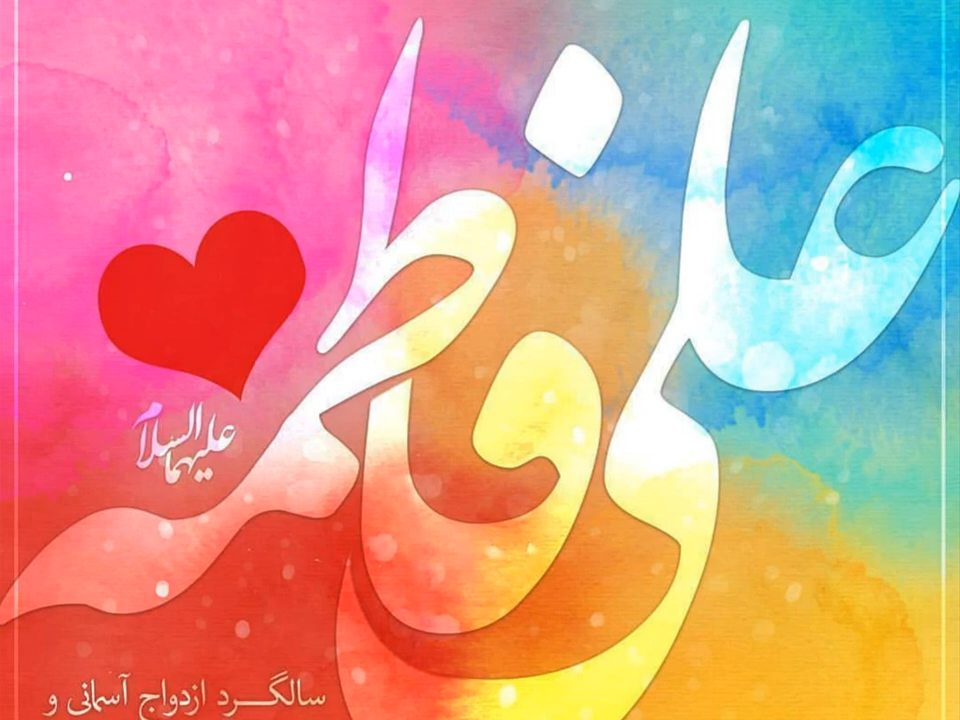 علی
فاطمه
علیهما السلام
سالگرد ازدواج آسمانی و